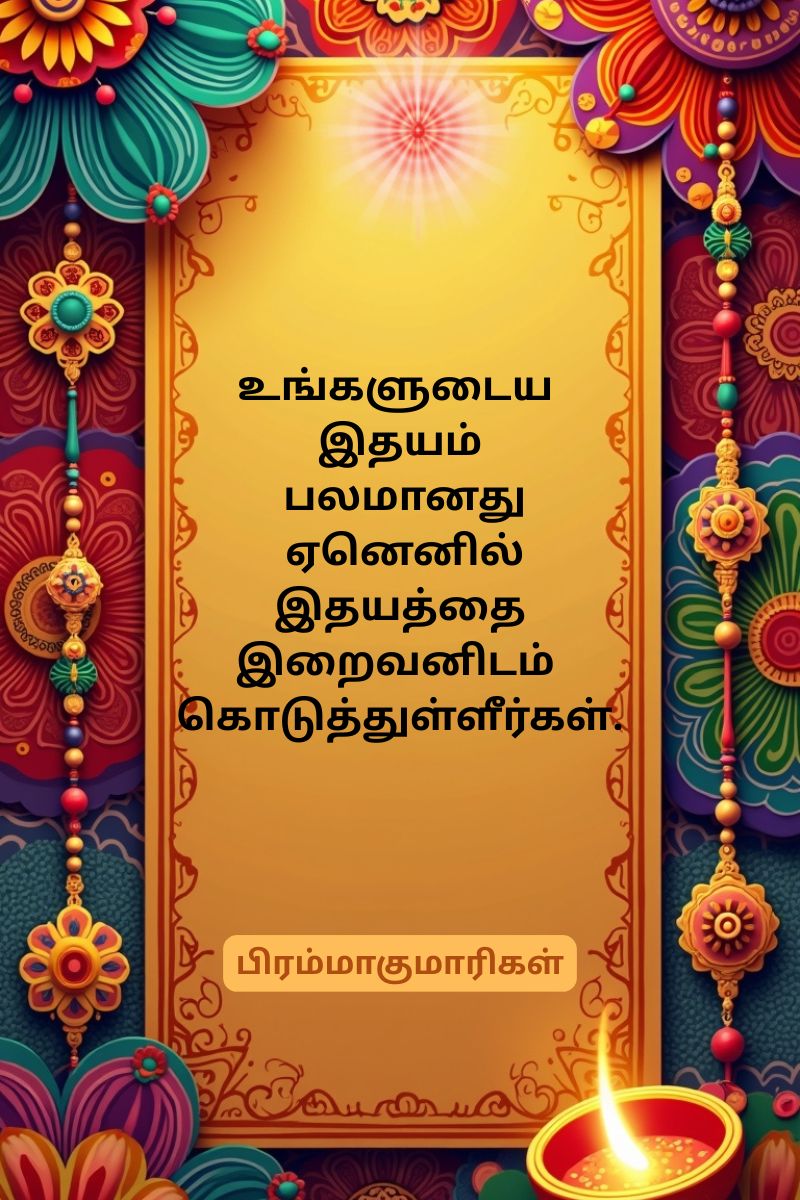 உங்களுடைய
இதயம்
பலமானது
ஏனெனில்
இதயத்தை
இறைவனிடம்
கொடுத்துள்ளீர்கள்.
பிரம்மாகுமாரிகள்